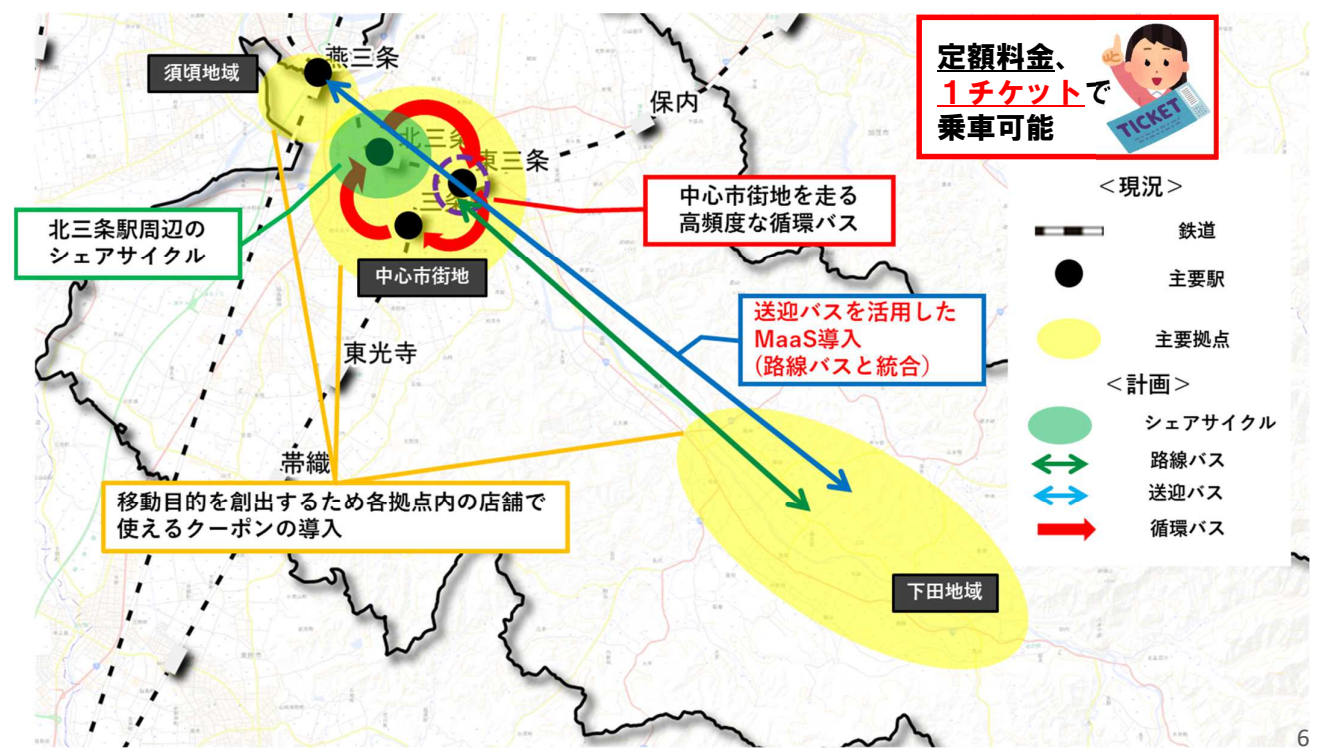 燕三条
須頃地域
保内
北三条
東三条
三条
北三条駅周辺の
シェアサイクル
中心市街地を走る
高頻度な循環バス
中心市街地
送迎バスを活用した
MaaS導入
(路線バスと統合)
東光寺
帯織
移動目的を創出するため各拠点内の店舗で
使えるクーポンの導入
下田地域
定額料金、
1チケットで
乗車可能
TICKET
<現況>
鉄道
主要駅
主要拠点
<計画>
シェアサイクル
路線バス
送迎バス
循環バス
6